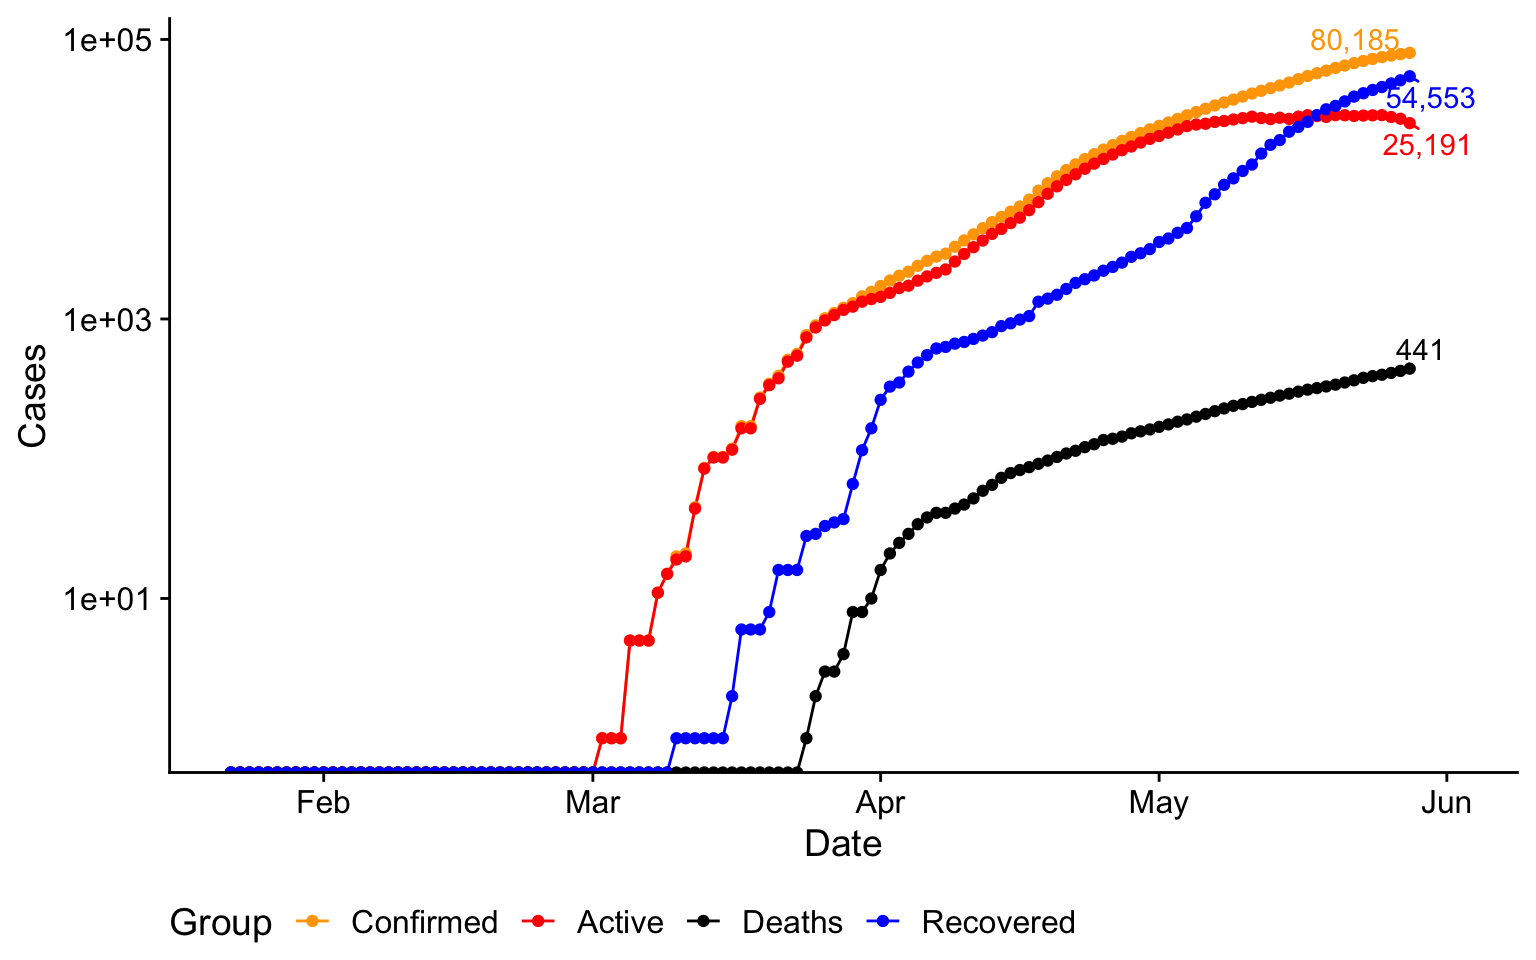 1e+05
1e+03
1e+01
Cases
80,185
54,553
25,191
441
Feb Mar Apr May Jun
Date
Group Confirmed Active Deaths Recovered